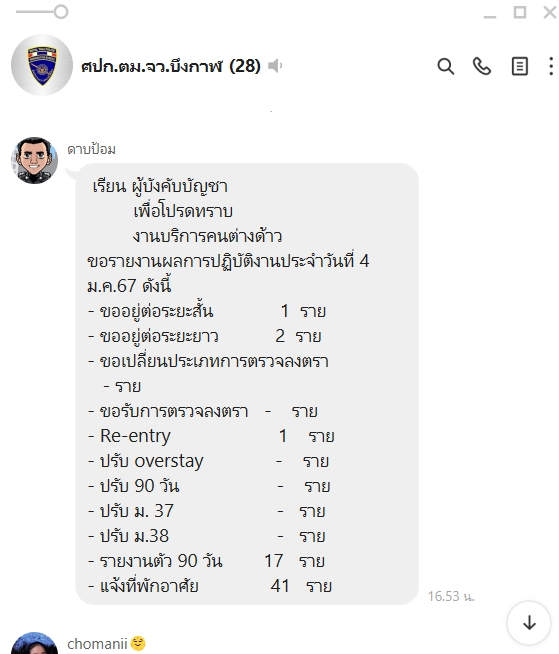 ศปก.ตม.จว.บึงกาฬ (28)
ดาบป้อม
เรียน ผู้บังคับบัญชา
เพื่อโปรดทราบ
งานบริการคนต่างด้าว
ขอรายงานผลการปฏิบัติงานประจำวันที่ 4
ม.ค.67 ดังนี้
- ขออยู่ต่อระยะสั้น 1 ราย
- ขออยู่ต่อระยะยาว 2 ราย
- ขอเปลี่ยนประเภทการตรวจลงตรา
- ราย
- ขอรับการตรวจลงตรา - ราย
- Re-entry 1 ราย
- ปรับ overstay - ราย
- ปรับ 90 วัน - ราย
- ปรับ ม. 37 - ราย
- ปรับ ม.38 - ราย
- รายงานตัว 90 วัน 17 ราย
- แจ้งที่พักอาศัย 41 ราย
16.53 น.
chomanii😊